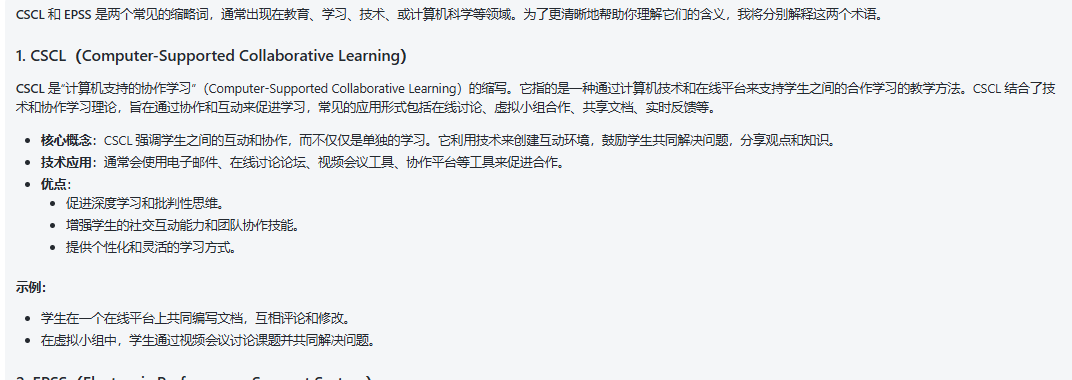 CSCL 和 EPSS 是两个常见的缩略词，通常出现在教育、学习、技术、或计算机科学等领域。为了更清晰地帮助你理解它们的含义，我将分别解释这两个术语。
1. CSCL（Computer-Supported Collaborative Learning）
CSCL 是“计算机支持的协作学习”（Computer-Supported Collaborative Learning）的缩写。它指的是一种通过计算机技术和在线平台来支持学生之间的合作学习的教学方法。CSCL 结合了技
术和协作学习理论，旨在通过协作和互动来促进学习，常见的应用形式包括在线讨论、虚拟小组合作、共享文档、实时反馈等。
核心概念：CSCL 强调学生之间的互动和协作，而不仅仅是单独的学习。它利用技术来创建互动环境，鼓励学生共同解决问题，分享观点和知识。
技术应用：通常会使用电子邮件、在线讨论论坛、视频会议工具、协作平台等工具来促进合作。
优点：
促进深度学习和批判性思维。
增强学生的社交互动能力和团队协作技能。
提供个性化和灵活的学习方式。
示例：
学生在一个在线平台上共同编写文档，互相评论和修改。
在虚拟小组中，学生通过视频会议讨论课题并共同解决问题。
2. EPSS（Electronic Performance Support System）